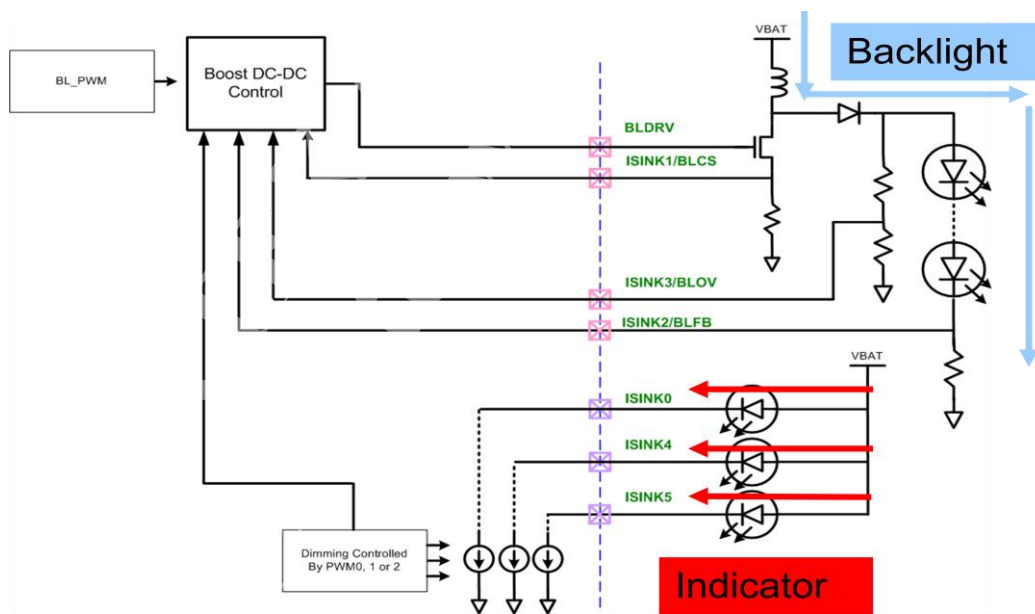 VBAT
Backlight
BL_PWM
Boost DC-DC
Control
BLDRV
ISINK1/BLCS
ISINK3/BLOV
ISINK2/BLFB
VBAT
ISINK0
ISINK4
ISINK5
Dimming Controlled
By PWM0, 1 or 2
Indicator